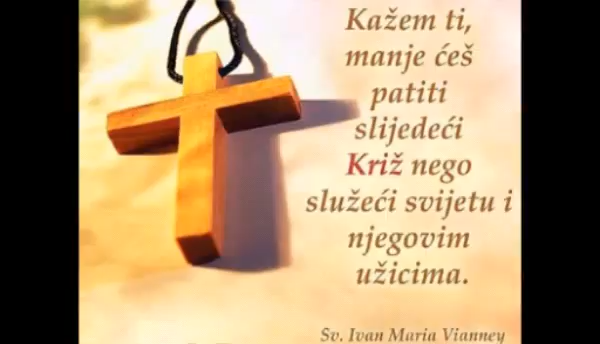 Kažem ti,
manje ćeš
patiti
slijedeći
Križ nego
služeći svijetu i
njegovim
užicima.
Sv. Ivan Maria Vianney